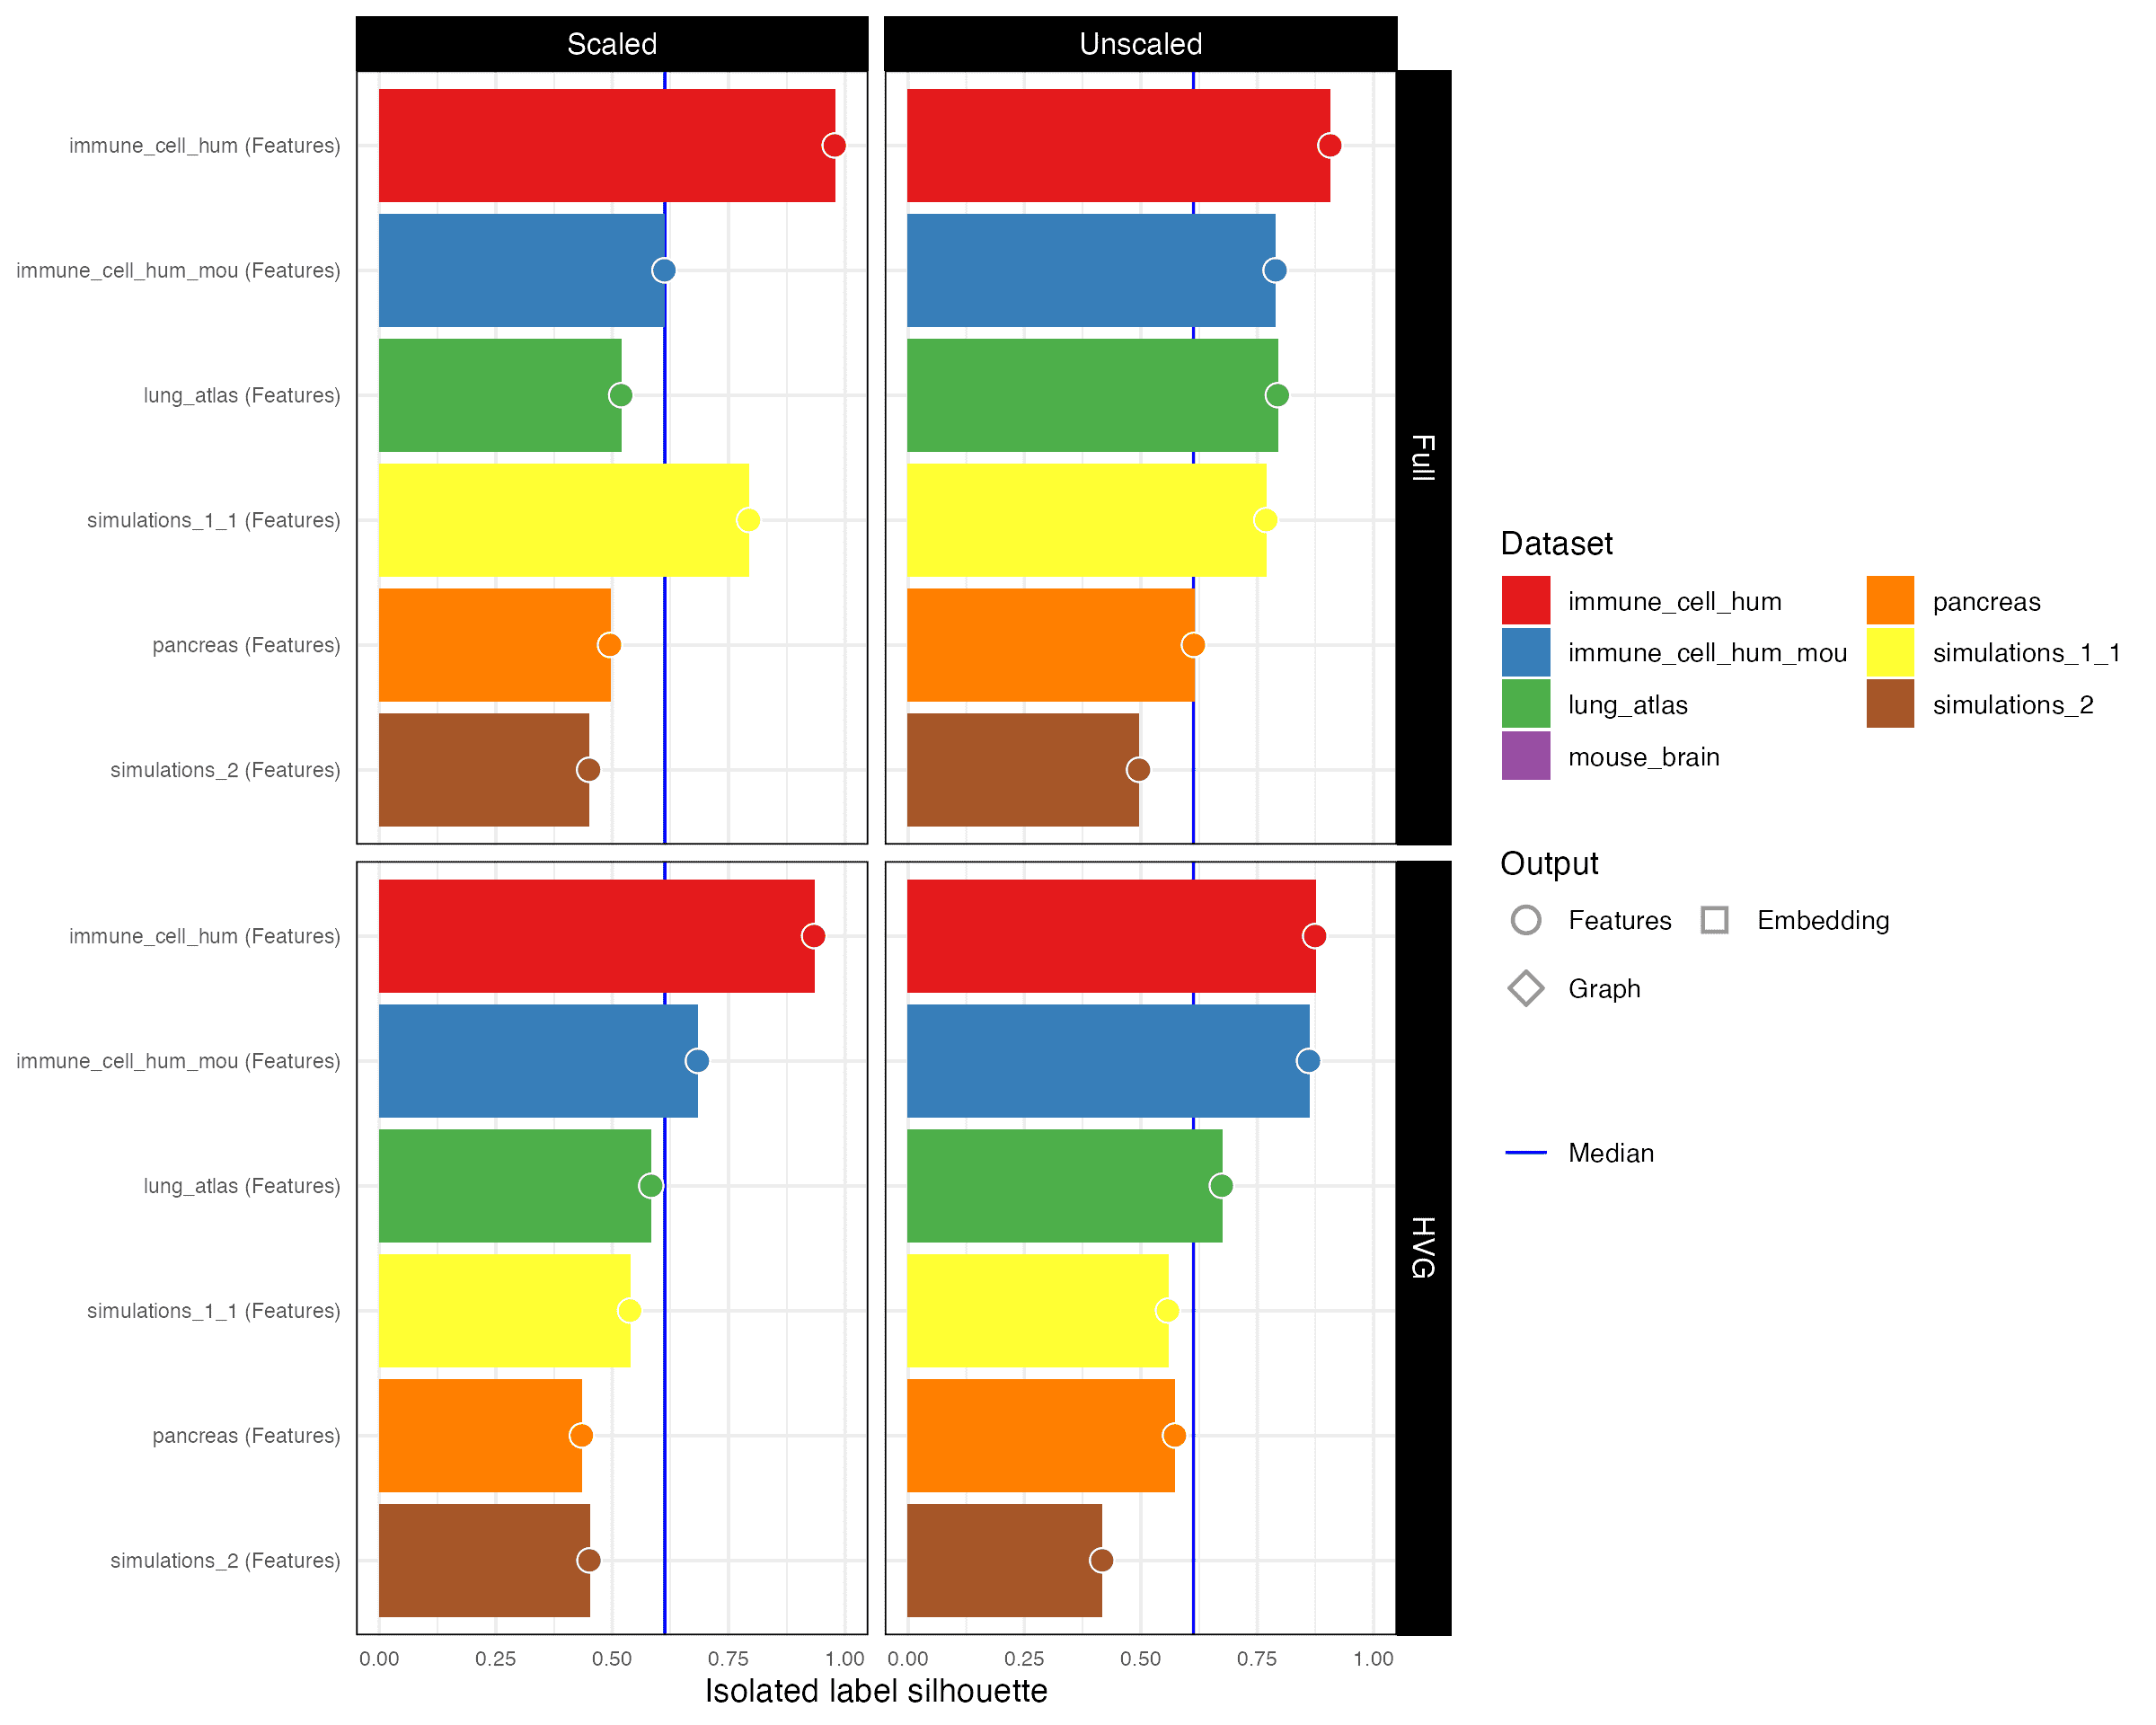 Scaled
Unscaled
Full
immune_cell_hum (Features)
immune_cell_hum_mou (Features)
lung_atlas (Features)
simulations_1_1 (Features)
pancreas (Features)
simulations_2 (Features)
HVG
immune_cell_hum (Features)
immune_cell_hum_mou (Features)
lung_atlas (Features)
simulations_1_1 (Features)
pancreas (Features)
simulations_2 (Features)
0.00 0.25 0.50 0.75 1.00
0.00 0.25 0.50 0.75 1.00
Isolated label silhouette
Dataset
immune_cell_hum
immune_cell_hum_mou
lung_atlas
mouse_brain
pancreas
simulations_1_1
simulations_2
Output
Features
Embedding
Graph
Median